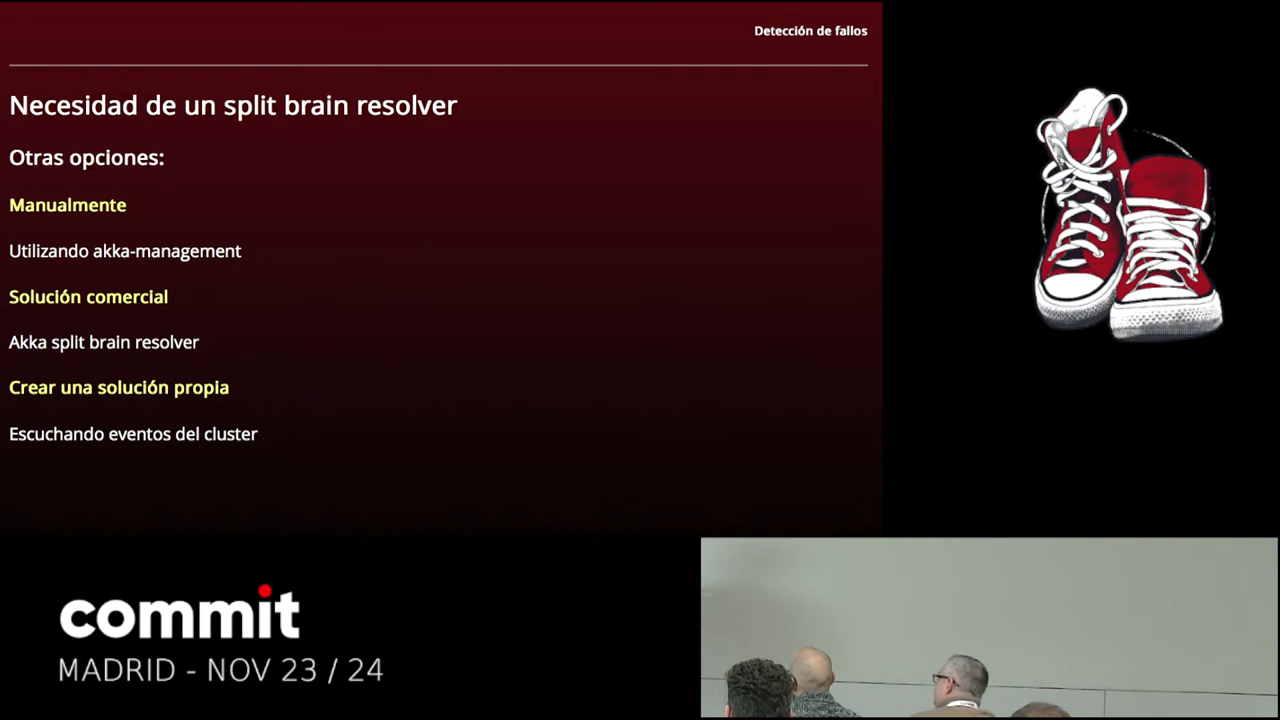 Detección de fallos
Necesidad de un split brain resolver
Otras opciones:
Manualmente
Utilizando akka-management
Solución comercial
Akka split brain resolver
Crear una solución propia
Escuchando eventos del cluster
commit
MADRID - NOV 23 / 24